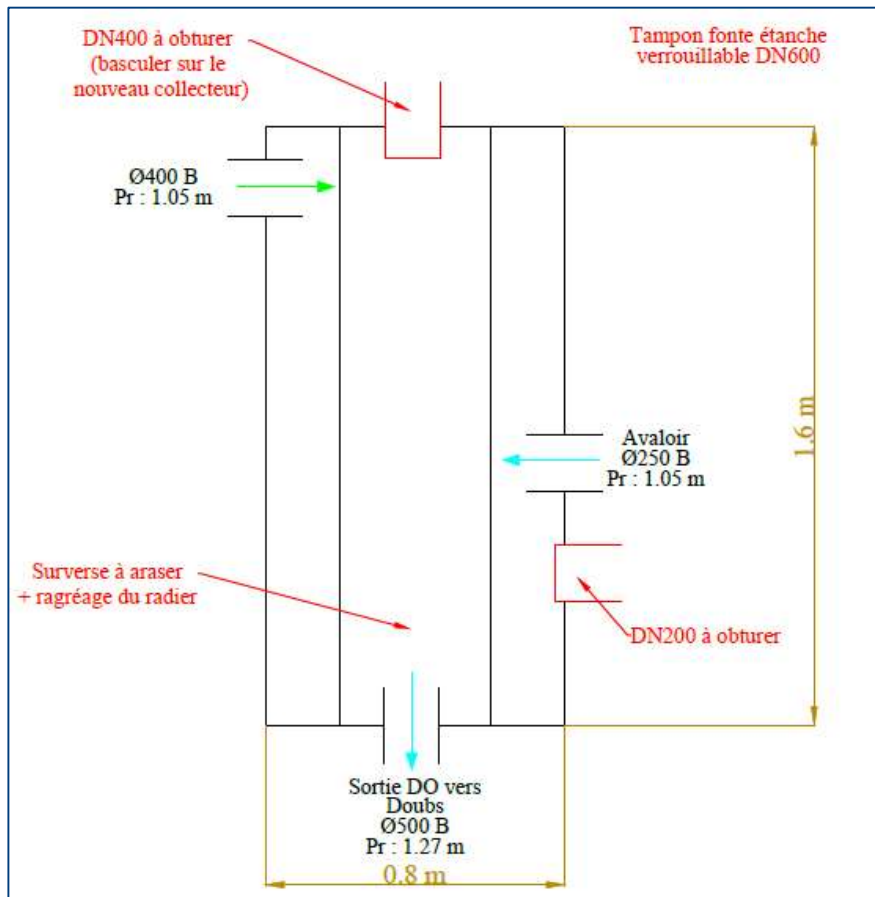 DN400 à obturer
(basculer sur le
nouveau collecteur)
Tampon fonte étanche
verrouillable DN600
Ø400 B
Pr : 1.05 m
Avaloir
Ø250 B
Pr : 1.05 m
1.6 m
Surverse à araser
+ ragréage du radier
DN200 à obturer
Sortie DO vers
Doubs
Ø500 B
Pr : 1.27 m
0.8 m